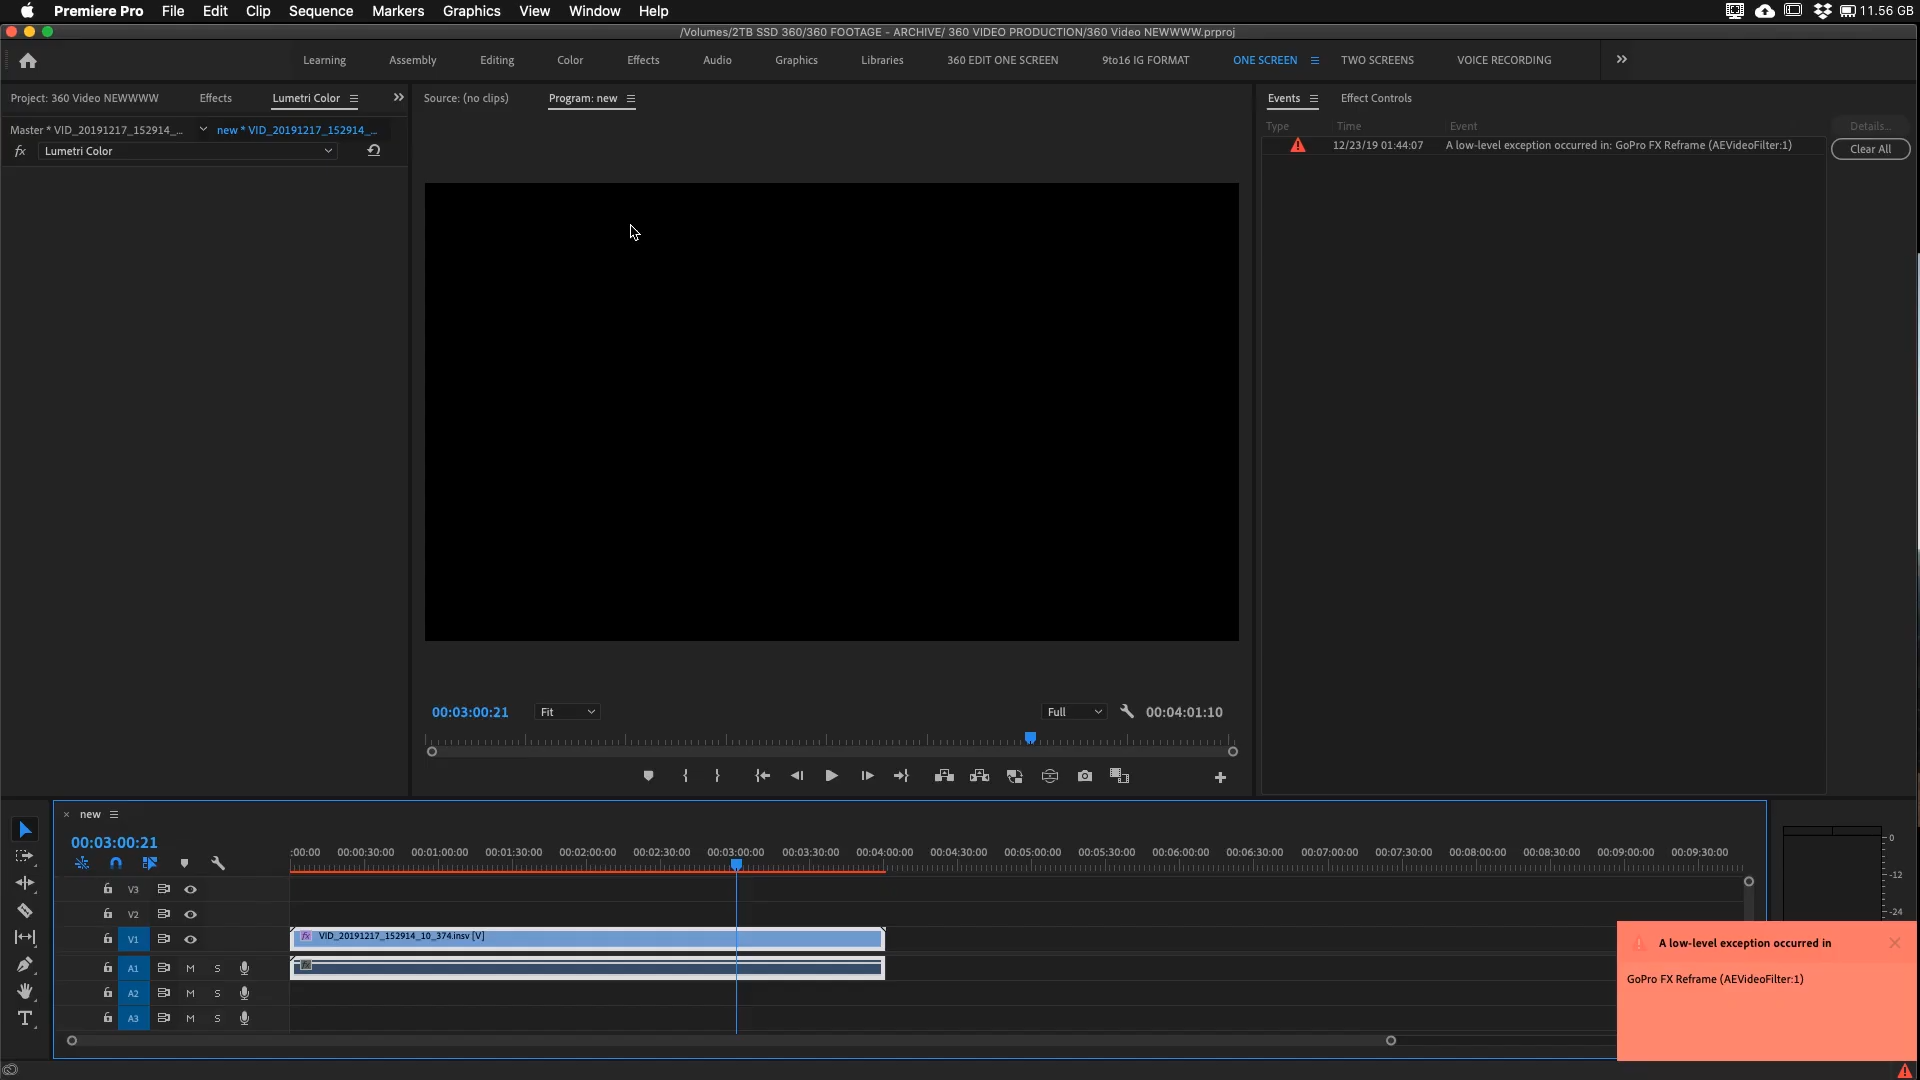 Premiere Pro File Edit Clip Sequence Markers Graphics View Window Help 11.56 GB
/Volumes/2TB SSD 360/360 FOOTAGE - ARCHIVE/ 360 VIDEO PRODUCTION/360 Video NEWWWW.prproj
Learning Assembly Editing Color Effects Audio Graphics Libraries 360 EDIT ONE SCREEN 9to16 IG FORMAT ONE SCREEN TWO SCREENS VOICE RECORDING
Project: 360 Video NEWWWW Effects Lumetri Color Source: (no clips) Program: new Events Effect Controls
Master * VID_20191217_152914_... new * VID_20191217_152914_...
Type Time Event Details...
fx Lumetri Color
12/23/19 01:44:07 A low-level exception occurred in: GoPro FX Reframe (AEVideoFilter:1) Clear All
00:03:00:21 Fit Full 00:04:01:10
new
00:03:00:21
:00:00 00:00:30:00 00:01:00:00 00:01:30:00 00:02:00:00 00:02:30:00 00:03:00:00 00:03:30:00 00:04:00:00 00:04:30:00 00:05:00:00 00:05:30:00 00:06:00:00 00:06:30:00 00:07:00:00 00:07:30:00 00:08:00:00 00:08:30:00 00:09:00:00 00:09:30:00
0
-12
-24
V3
V2
V1 fx VID_20191217_152914_10_374.insv [V]
A1 M S
A2 M S
A3 M S
A low-level exception occurred in
GoPro FX Reframe (AEVideoFilter:1)